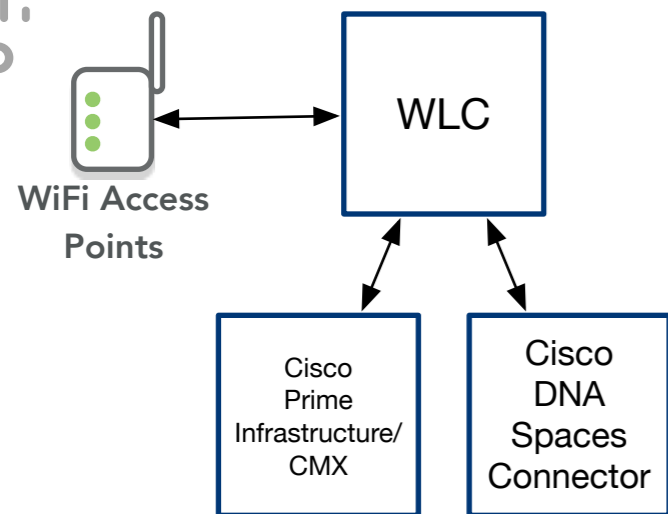 WLC
WiFi Access
Points
Cisco
Prime
Infrastructure/
CMX
Cisco
DNA
Spaces
Connector